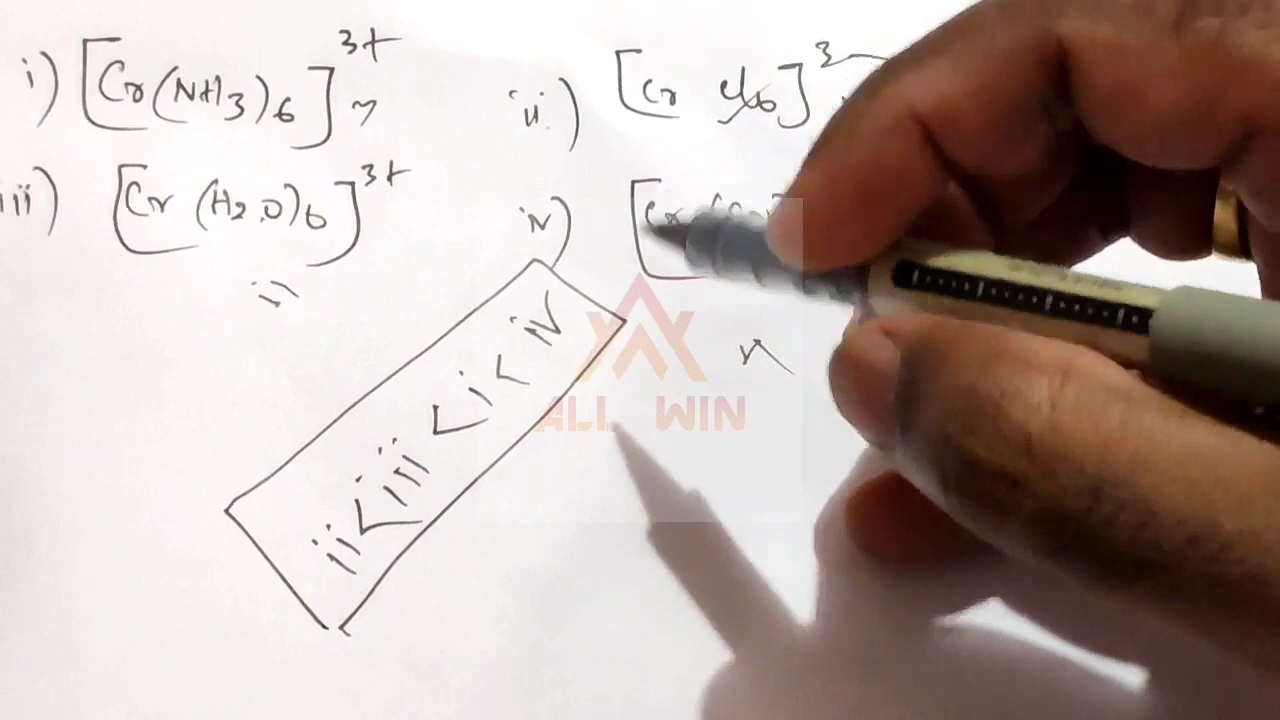 i) [Cr(NH3)6]3+, ii) [Cr Cl6]3-
iii) [Cr (H2O)6]3+ iv) [Cr (C
i)
ii < iii < i < iv
ALL WIN